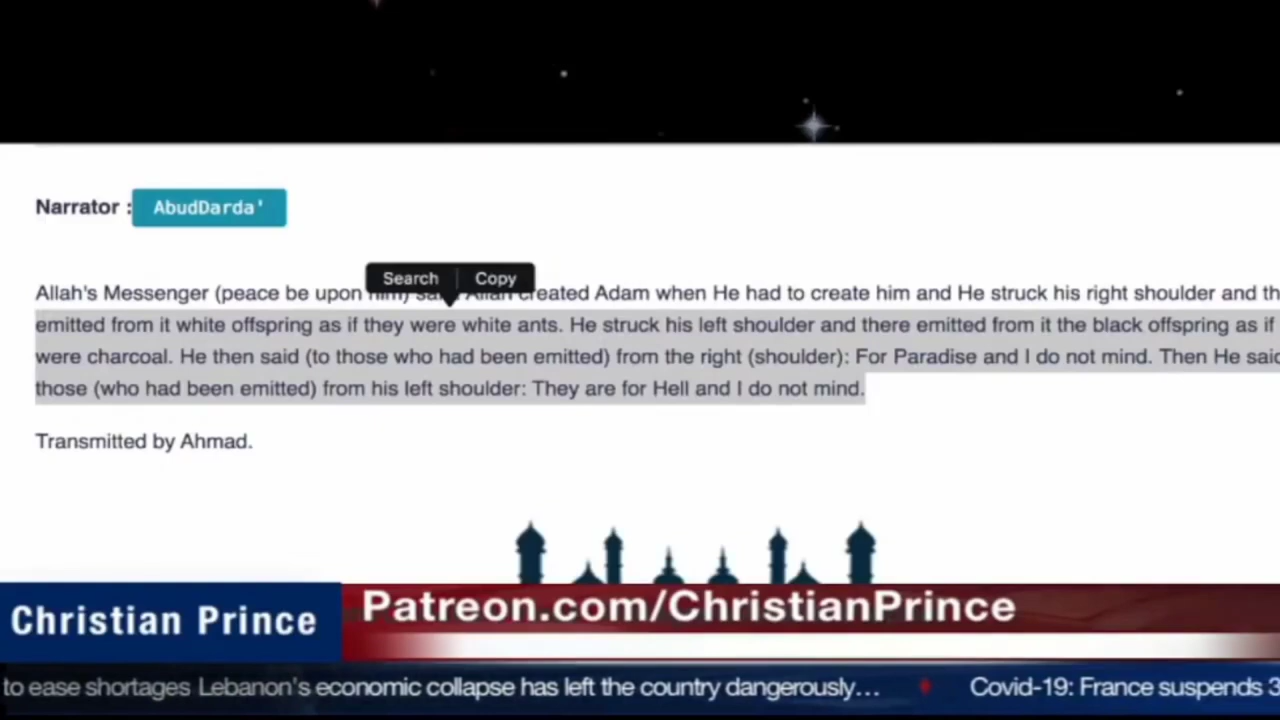 Narrator : AbudDarda'
Search Copy
Allah's Messenger (peace be upon him) Allah created Adam when He had to create him and He struck his right shoulder and
emitted from it white offspring as if they were white ants. He struck his left shoulder and there emitted from it the black offspring as if
were charcoal. He then said (to those who had been emitted) from the right (shoulder): For Paradise and I do not mind. Then He said
those (who had been emitted) from his left shoulder: They are for Hell and I do not mind.
Transmitted by Ahmad.
Christian Prince
Patreon.com/ChristianPrince
to ease shortages Lebanon's economic collapse has left the country dangerously... Covid-19: France suspends 3